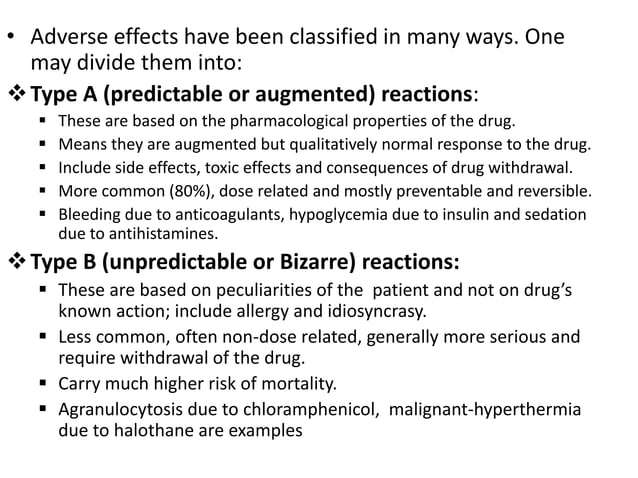 • Adverse effects have been classified in many ways. One
may divide them into:
❖ Type A (predictable or augmented) reactions:
▪ These are based on the pharmacological properties of the drug.
▪ Means they are augmented but qualitatively normal response to the drug.
▪ Include side effects, toxic effects and consequences of drug withdrawal.
▪ More common (80%), dose related and mostly preventable and reversible.
▪ Bleeding due to anticoagulants, hypoglycemia due to insulin and sedation
due to antihistamines.
❖ Type B (unpredictable or Bizarre) reactions:
▪ These are based on peculiarities of the patient and not on drug’s
known action; include allergy and idiosyncrasy.
▪ Less common, often non-dose related, generally more serious and
require withdrawal of the drug.
▪ Carry much higher risk of mortality.
▪ Agranulocytosis due to chloramphenicol, malignant-hyperthermia
due to halothane are examples